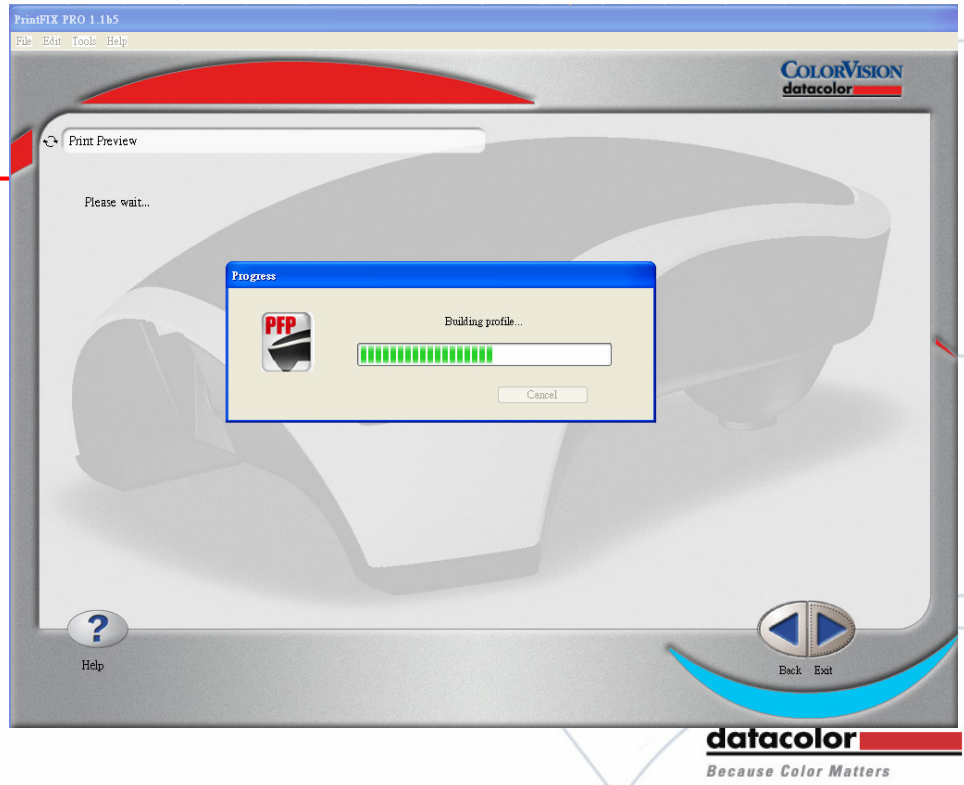 PrintFIX PRO 1.1b5
File Edit Tools Help
COLORVISION
datacolor
Print Preview
Please wait...
Progress
PFP
Building profile...
Cancel
?
Help
Back Exit
datacolor
Because Color Matters